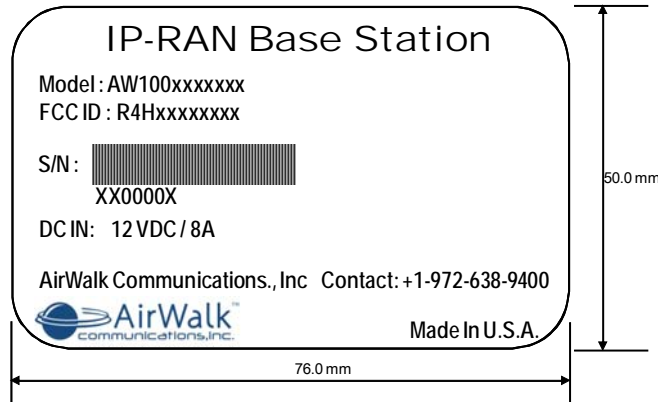 IP-RAN Base Station
Model : AW100xxxxxxx
FCC ID : R4Hxxxxxxxx
S/N :
XX0000X
DC IN: 12 VDC / 8A
50.0 mm
AirWalk Communications., Inc Contact: +1-972-638-9400
AirWalk™
communications,inc.
Made In U.S.A.
76.0 mm